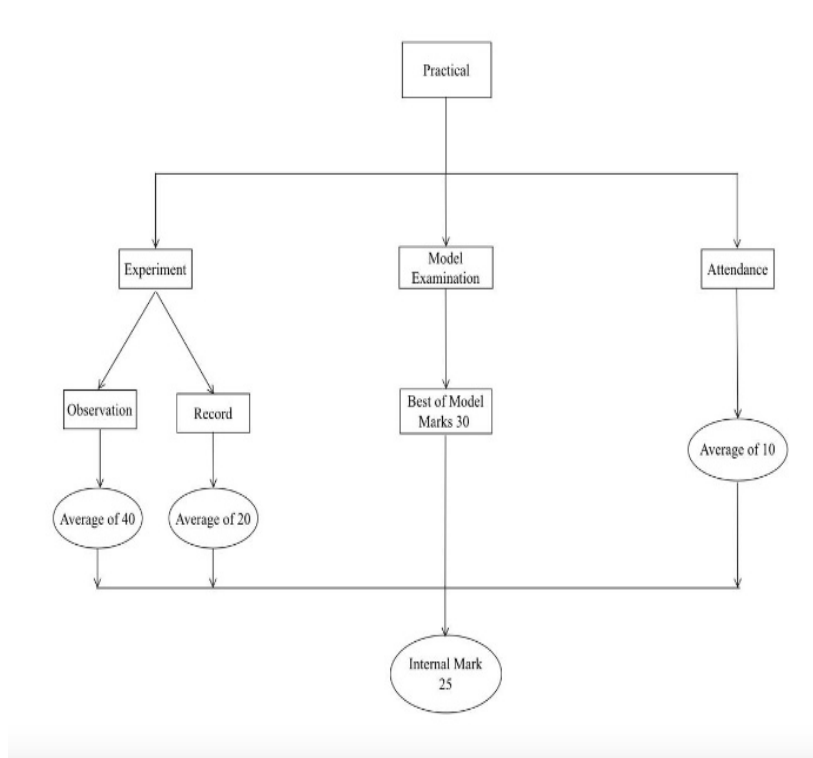 Practical
Experiment
Model
Examination
Attendance
Observation
Record
Best of Model
Marks 30
Average of 10
Average of 40
Average of 20
Internal Mark
25